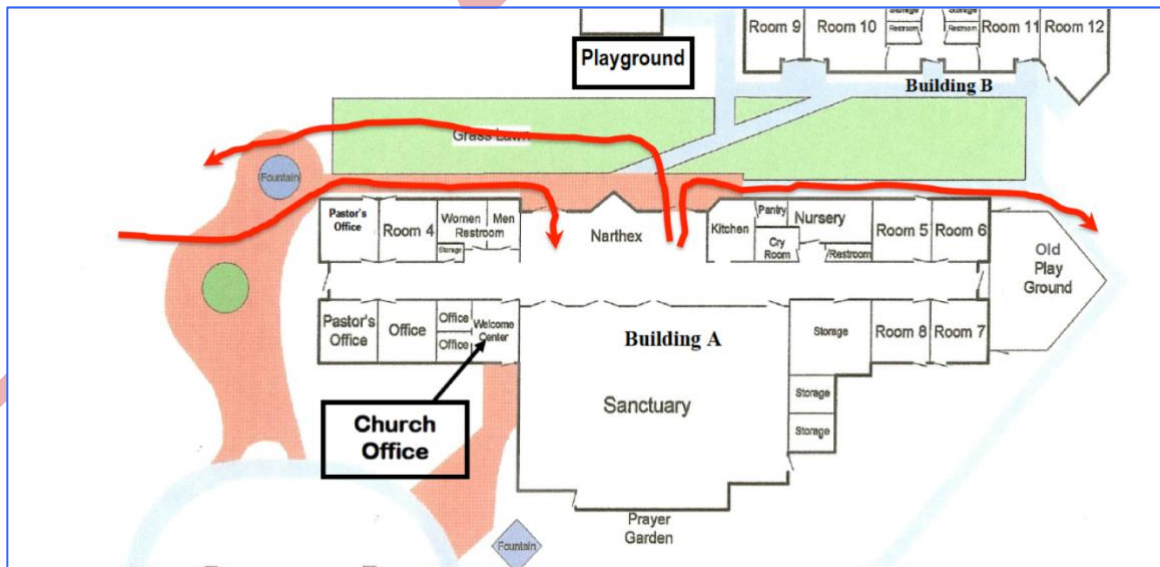 Storage
Storage
Room 9
Room 10
Restroom
Restroom
Room 11
Room 12
Playground
Building B
Grass Lawn
Fountain
Pastor's
Office
Room 4
Women
Men
Restroom
Storage
Narthex
Kitchen
Pantry
Nursery
Cry
Room
Restroom
Room 5
Room 6
Old
Play
Ground
Pastor's
Office
Office
Office
Office
Welcome
Center
Building A
Storage
Room 8
Room 7
Church
Office
Sanctuary
Storage
Storage
Prayer
Garden
Fountain